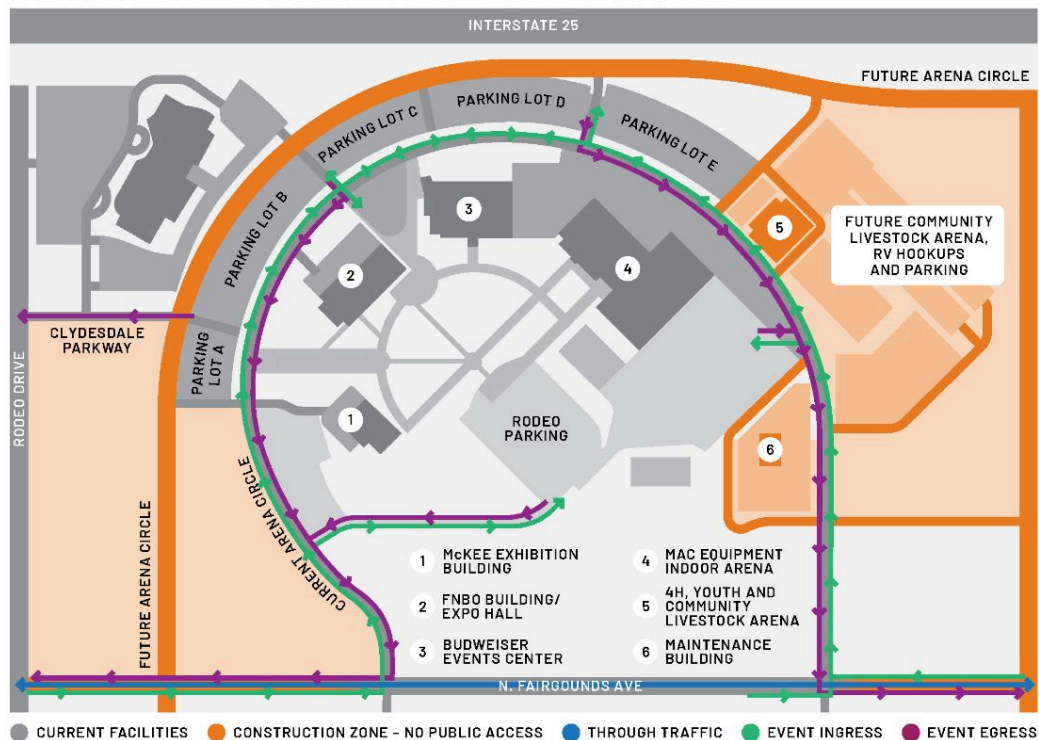 INTERSTATE 25
FUTURE ARENA CIRCLE
PARKING LOT D
PARKING LOT C
PARKING LOT E
PARKING LOT B
3
5
FUTURE COMMUNITY
LIVESTOCK ARENA,
RV HOOKUPS
AND PARKING
2
4
CLYDESDALE
PARKWAY
PARKING
LOT A
RODEO DRIVE
1
RODEO
PARKING
6
CURRENT ARENA CIRCLE
FUTURE ARENA CIRCLE
1 McKEE EXHIBITION
BUILDING
2 FNBO BUILDING/
EXPO HALL
3 BUDWEISER
EVENTS CENTER
4 MAC EQUIPMENT
INDOOR ARENA
5 4H, YOUTH AND
COMMUNITY
LIVESTOCK ARENA
6 MAINTENANCE
BUILDING
N. FAIRGOUNDS AVE
CURRENT FACILITIES CONSTRUCTION ZONE – NO PUBLIC ACCESS THROUGH TRAFFIC EVENT INGRESS EVENT EGRESS